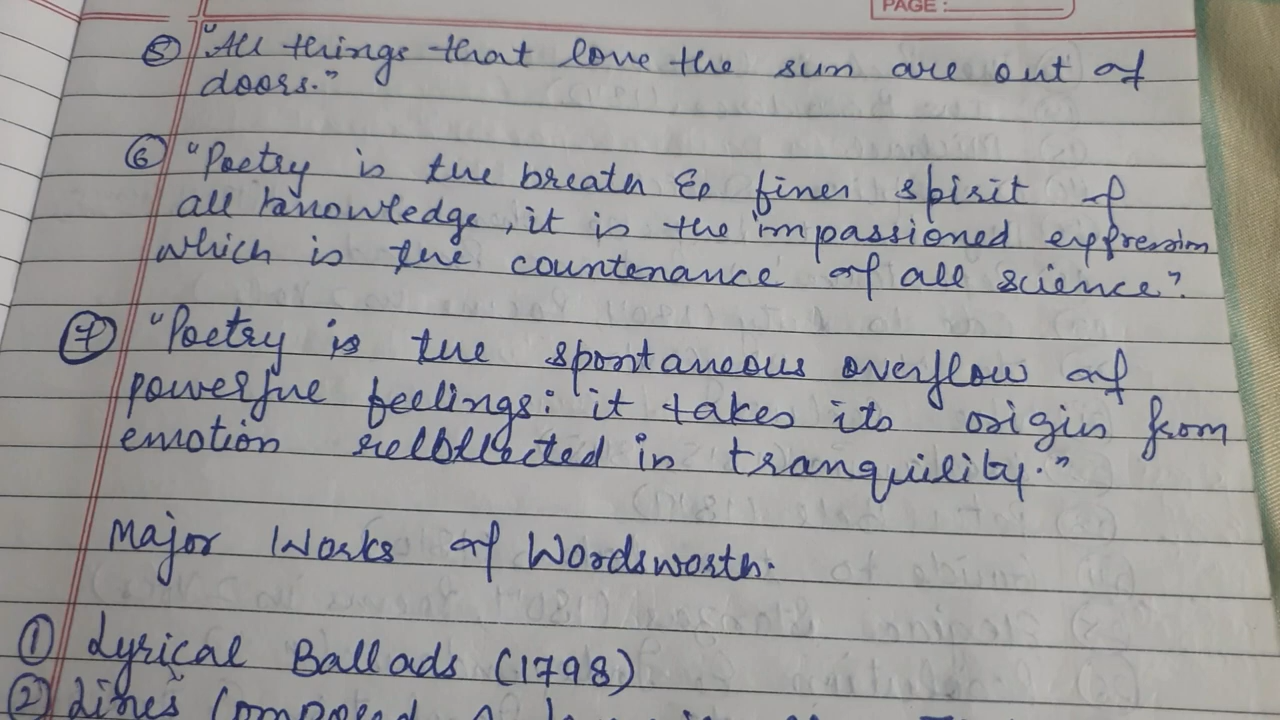 PAGE :
⑤ "All things that love the sun are out of
doors."
⑥ "Poetry is the breath & finer spirit of
all knowledge, it is the impassioned expression
which is the countenance of all science".
⑦ "Poetry is the spontaneous overflow of
powerful feelings: it takes its origin from
emotion recollected in tranquility."
Major Works of Wordsworth.
① Lyrical Ballads (1798)
② Lines Composed A